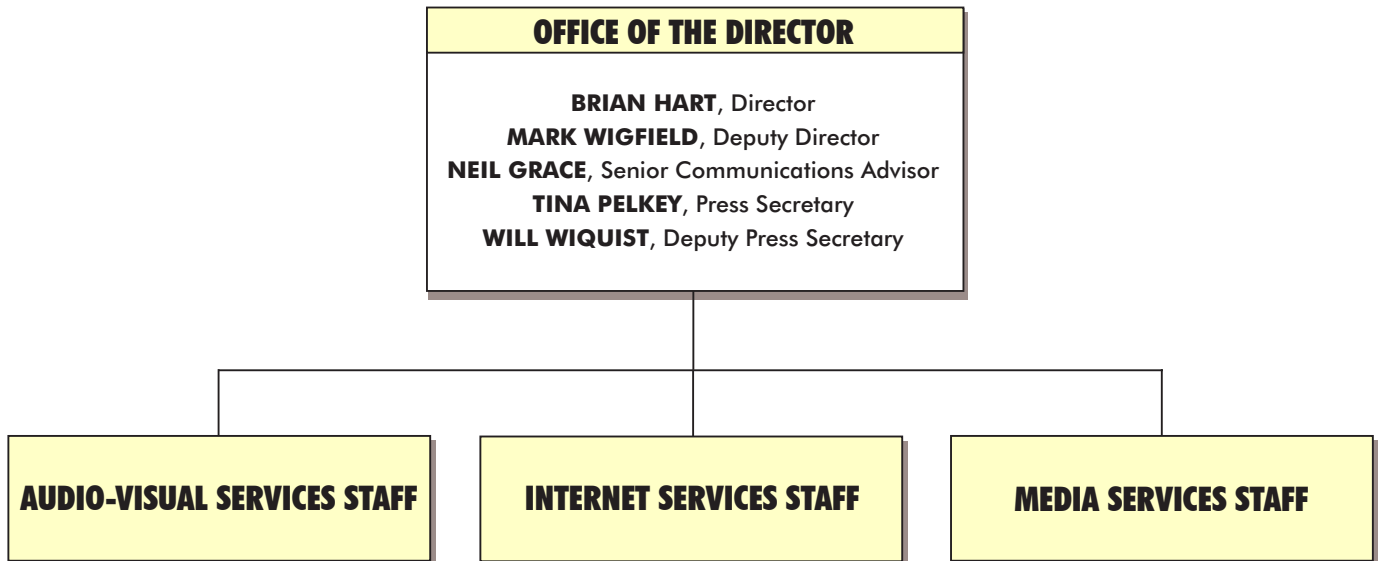 OFFICE OF THE DIRECTOR
BRIAN HART, Director
MARK WIGFIELD, Deputy Director
NEIL GRACE, Senior Communications Advisor
TINA PELKEY, Press Secretary
WILL WIQUIST, Deputy Press Secretary
AUDIO-VISUAL SERVICES STAFF
INTERNET SERVICES STAFF
MEDIA SERVICES STAFF